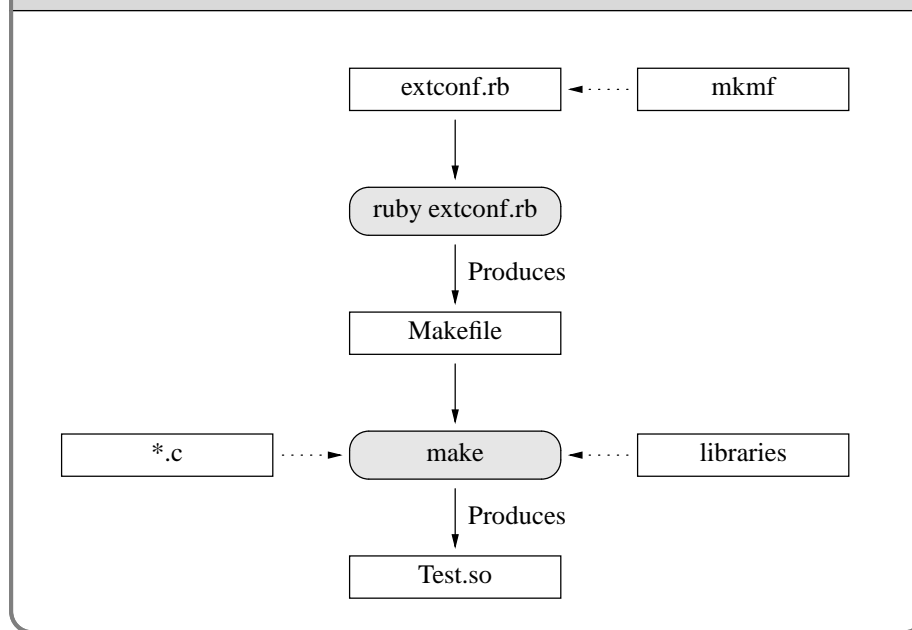 extconf.rb
mkmf
ruby extconf.rb
Produces
Makefile
*.c
make
libraries
Produces
Test.so